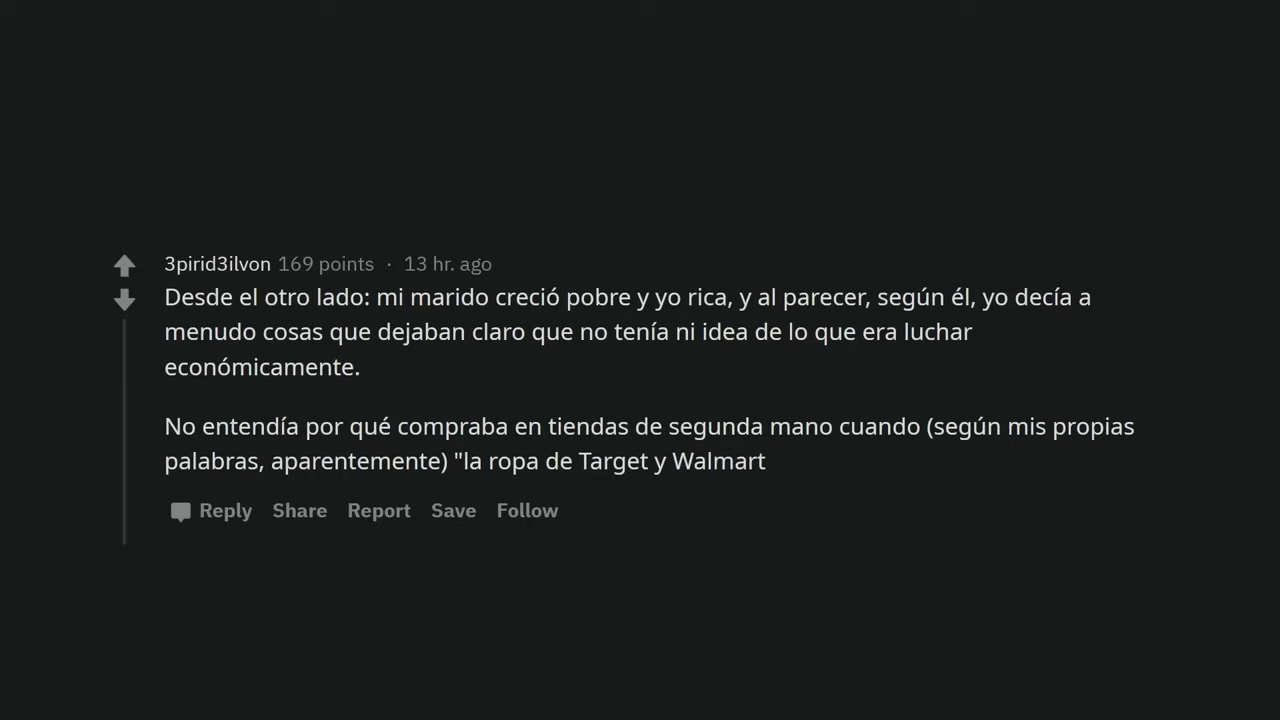 3pirid3ilvon 169 points · 13 hr. ago
Desde el otro lado: mi marido creció pobre y yo rica, y al parecer, según él, yo decía a
menudo cosas que dejaban claro que no tenía ni idea de lo que era luchar
económicamente.
No entendía por qué compraba en tiendas de segunda mano cuando (según mis propias
palabras, aparentemente) "la ropa de Target y Walmart
Reply Share Report Save Follow